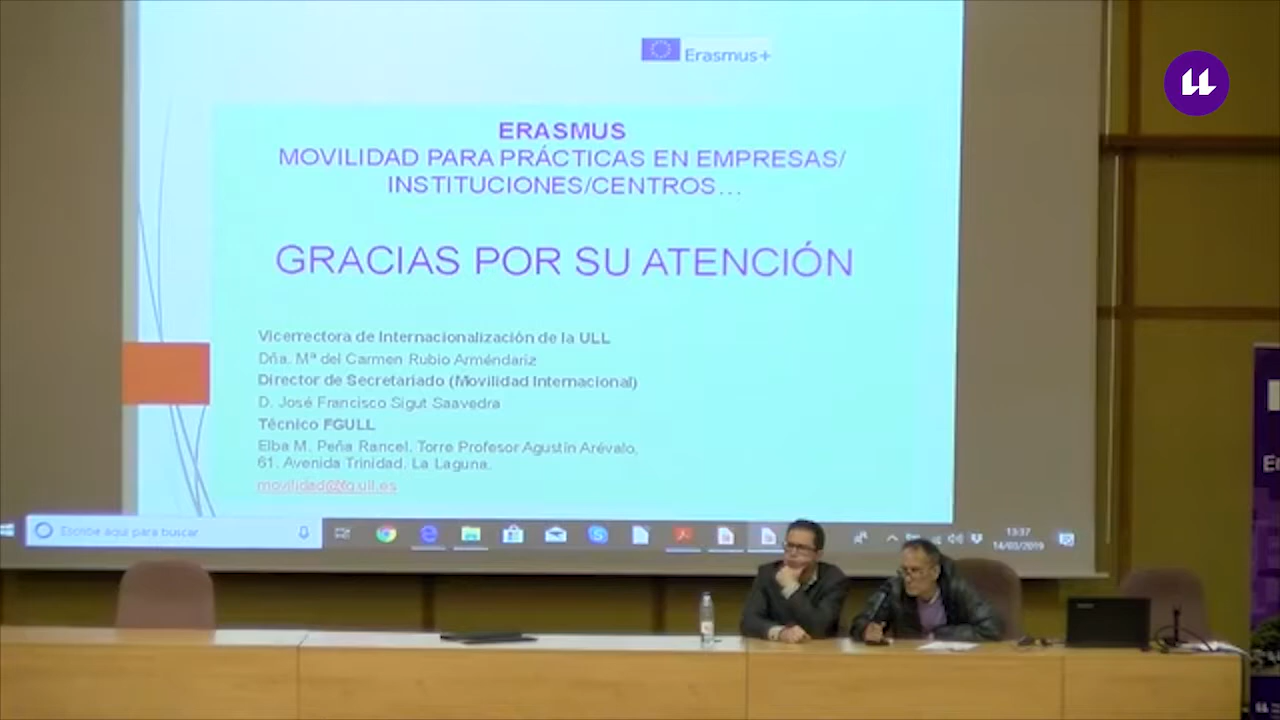 Erasmus+
ERASMUS
MOVILIDAD PARA PRÁCTICAS EN EMPRESAS/
INSTITUCIONES/CENTROS...
GRACIAS POR SU ATENCIÓN
Vicerrectora de Internacionalización de la ULL
Dña. Mª del Carmen Rubio Arméndariz
Director de Secretariado (Movilidad Internacional)
D. José Francisco Sigut Saavedra
Técnico FGULL
Elba M. Peña Rancel. Torre Profesor Agustín Arévalo,
61. Avenida Trinidad. La Laguna.
movilidad@fg.ull.es
Escribe aquí para buscar
13:37
14/03/2019